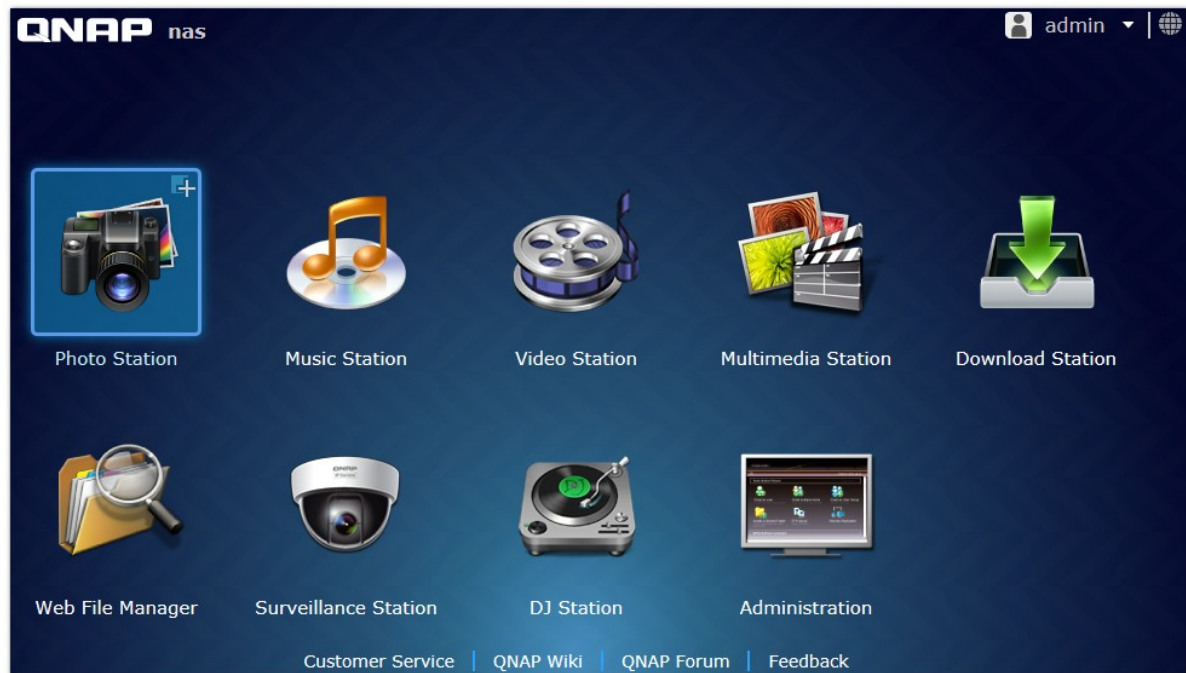 QNAP nas
admin
Photo Station
Music Station
Video Station
Multimedia Station
Download Station
QNAP
Web File Manager
Surveillance Station
DJ Station
Administration
Customer Service | QNAP Wiki | QNAP Forum | Feedback